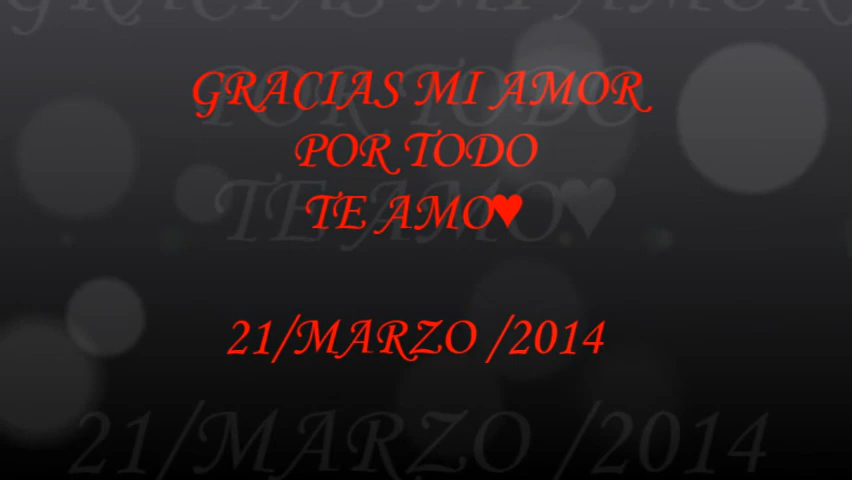 GRACIAS MI AMOR
POR TODO
TE AMO♥
21/MARZO /2014